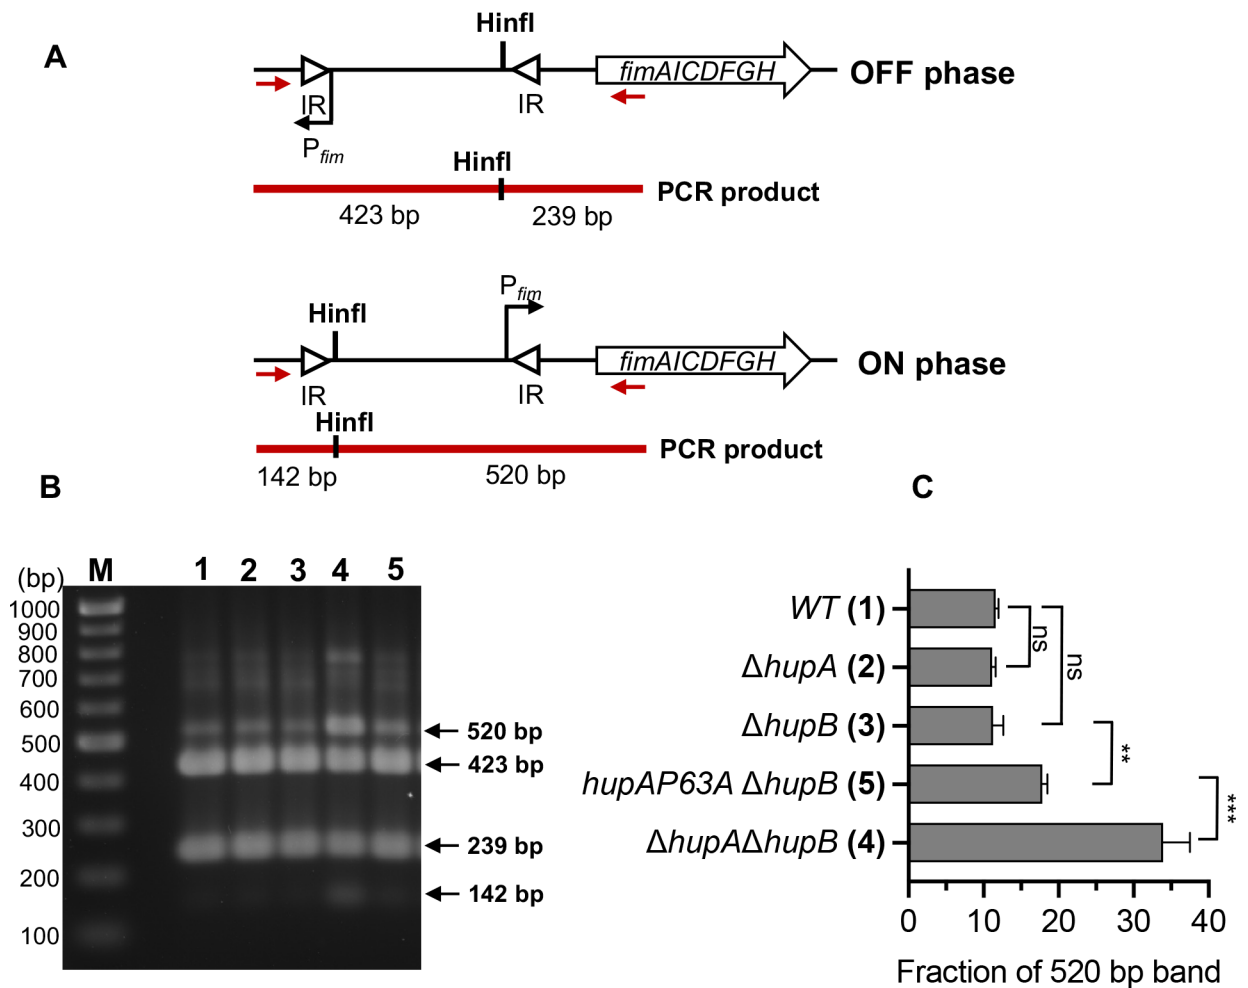 A
HinfI
fimAICDFGH
OFF phase
IR
IR
Pfim
HinfI
PCR product
423 bp
239 bp
Pfim
HinfI
fimAICDFGH
ON phase
IR
IR
HinfI
PCR product
142 bp
520 bp
B
(bp)
M
1
2
3
4
5
1000
900
800
700
600
500
400
300
200
100
520 bp
423 bp
239 bp
142 bp
C
WT (1)
ΔhupA (2)
ΔhupB (3)
hupAP63A ΔhupB (5)
ΔhupAΔhupB (4)
ns
ns
**
***
0 10 20 30 40
Fraction of 520 bp band